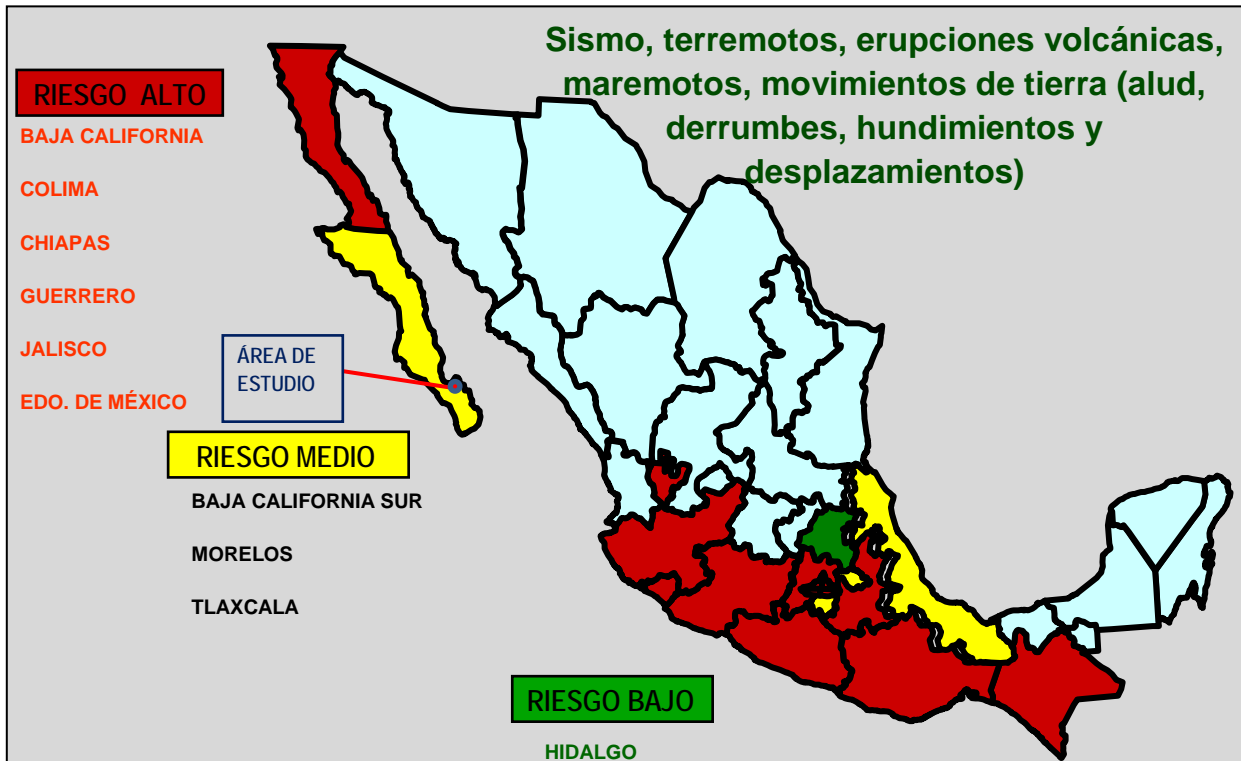 Sismo, terremotos, erupciones volcánicas,
maremotos, movimientos de tierra (alud,
derrumbes, hundimientos y
desplazamientos)
RIESGO ALTO
BAJA CALIFORNIA
COLIMA
CHIAPAS
GUERRERO
JALISCO
EDO. DE MÉXICO
ÁREA DE
ESTUDIO
RIESGO MEDIO
BAJA CALIFORNIA SUR
MORELOS
TLAXCALA
RIESGO BAJO
HIDALGO